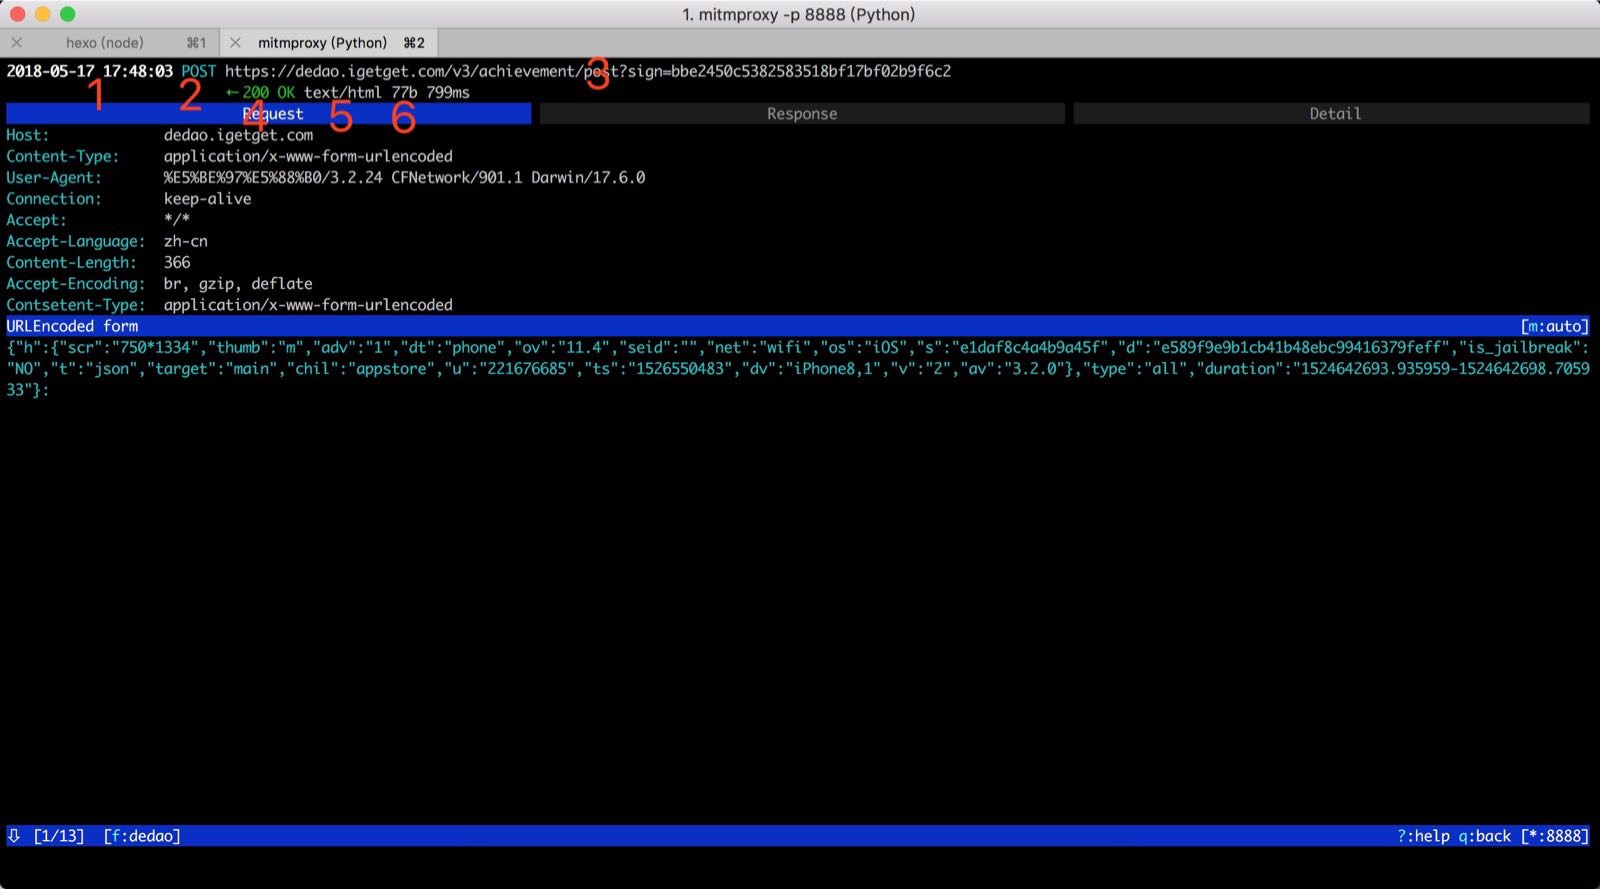 1. mitmproxy -p 8888 (Python)
hexo (node) ⌘1 mitmproxy (Python) ⌘2
2018-05-17 17:48:03 POST https://dedao.igetget.com/v3/achievement/post?sign=bbe2450c5382583518bf17bf02b9f6c2
1 2 3
←200 OK text/html 77b 799ms
4 5 6
Request Response Detail
Host: dedao.igetget.com
Content-Type: application/x-www-form-urlencoded
User-Agent: %E5%BE%97%E5%88%B0/3.2.24 CFNetwork/901.1 Darwin/17.6.0
Connection: keep-alive
Accept: */*
Accept-Language: zh-cn
Content-Length: 366
Accept-Encoding: br, gzip, deflate
Contsetent-Type: application/x-www-form-urlencoded
URLEncoded form [m:auto]
{"h":{"scr":"750*1334","thumb":"m","adv":"1","dt":"phone","ov":"11.4","seid":"","net":"wifi","os":"iOS","s":"e1daf8c4a4b9a45f","d":"e589f9e9b1cb41b48ebc99416379feff","is_jailbreak":
"NO","t":"json","target":"main","chil":"appstore","u":"221676685","ts":"1526550483","dv":"iPhone8,1","v":"2","av":"3.2.0"},"type":"all","duration":"1524642693.935959-1524642698.7059
33"}:
⇩ [1/13] [f:dedao] ?:help q:back [*:8888]